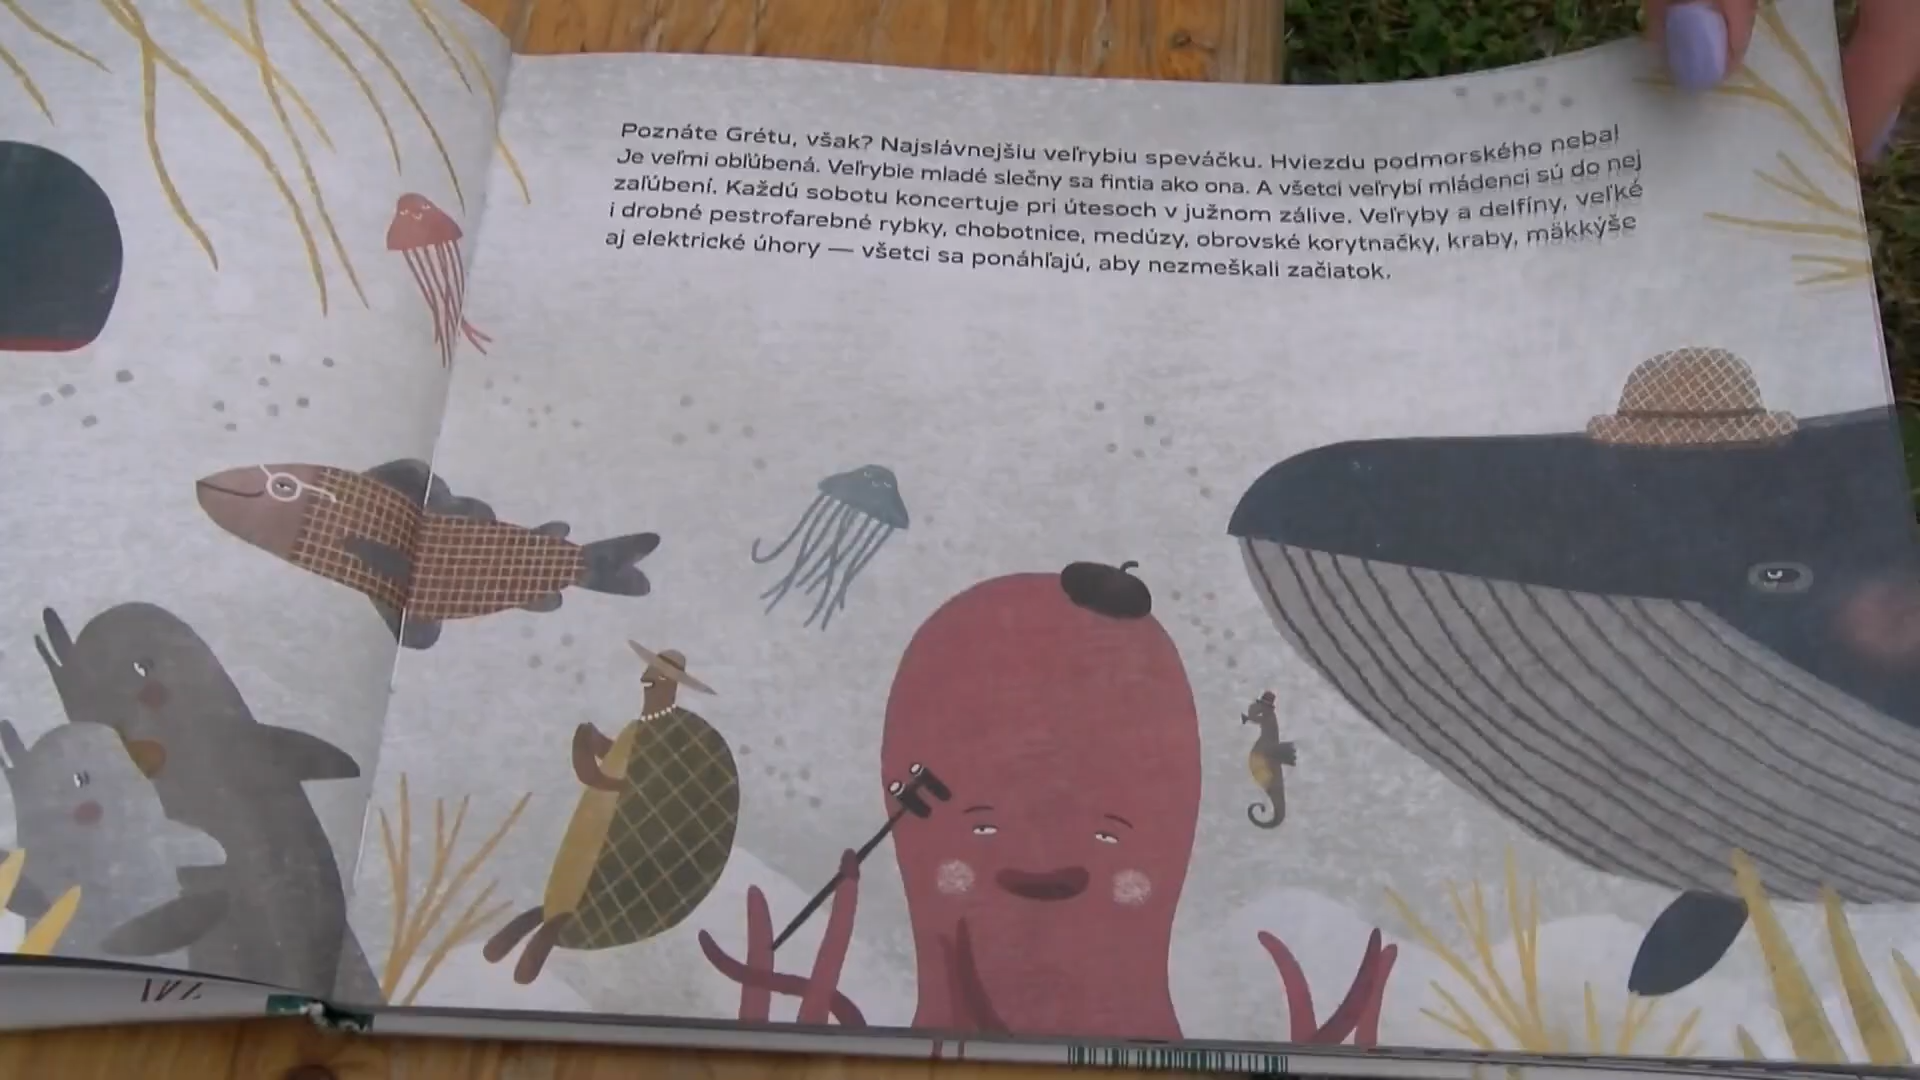 Poznáte Grétu, však? Najslávnejšiu veľrybiu speváčku. Hviezdu podmorského neba!
Je veľmi obľúbená. Veľrybie mladé slečny sa fintia ako ona. A všetci veľrybí mládenci sú do nej
zaľúbení. Každú sobotu koncertuje pri útesoch v južnom zálive. Veľryby a delfíny, veľké
i drobné pestrofarebné rybky, chobotnice, medúzy, obrovské korytnačky, kraby, mäkkýše
aj elektrické úhory — všetci sa ponáhľajú, aby nezmeškali začiatok.